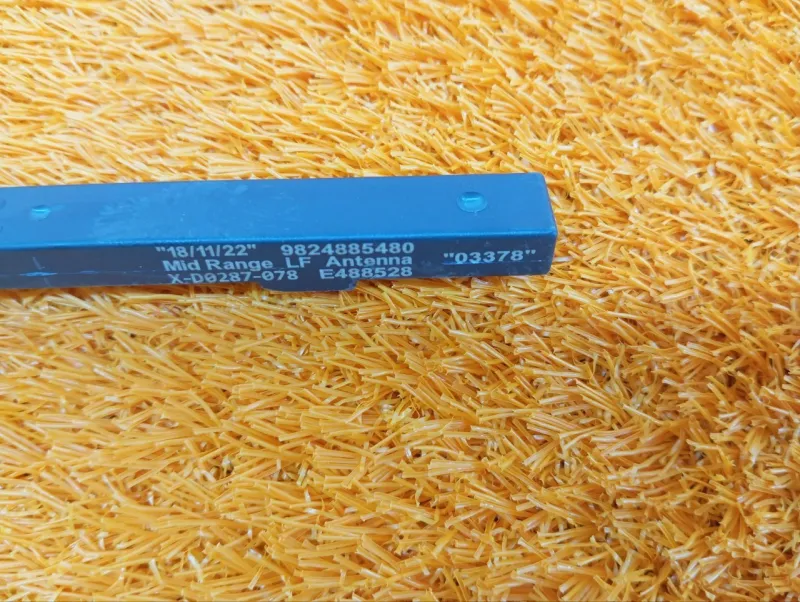 "18/11/22" 9824885480
Mid Range LF Antenna "03378"
X-D0287-078 E488528